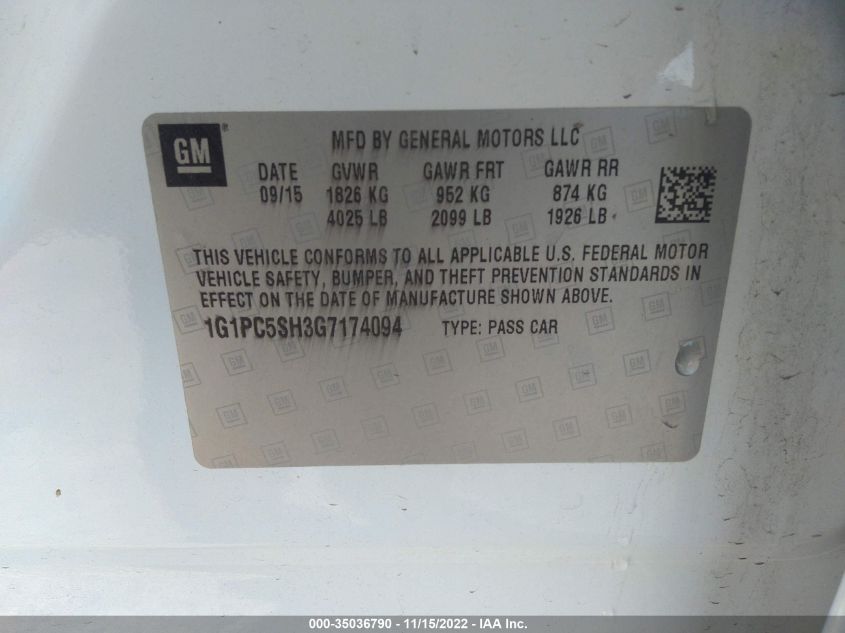 GM ® MFD BY GENERAL MOTORS LLC
DATE GVWR GAWR FRT GAWR RR
09/15 1826 KG 952 KG 874 KG
4025 LB 2099 LB 1926 LB
THIS VEHICLE CONFORMS TO ALL APPLICABLE U.S. FEDERAL MOTOR
VEHICLE SAFETY, BUMPER, AND THEFT PREVENTION STANDARDS IN
EFFECT ON THE DATE OF MANUFACTURE SHOWN ABOVE.
1G1PC5SH3G7174094 TYPE: PASS CAR
000-35036790 - 11/15/2022 - IAA Inc.